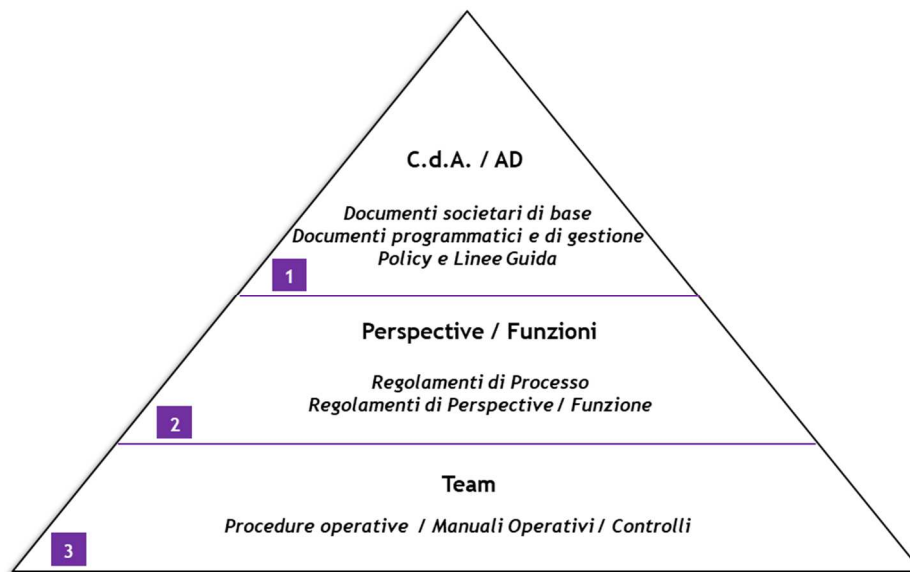 C.d.A. / AD
Documenti societari di base
Documenti programmatici e di gestione
Policy e Linee Guida
1
Perspective / Funzioni
Regolamenti di Processo
Regolamenti di Perspective / Funzione
2
Team
Procedure operative / Manuali Operativi / Controlli
3